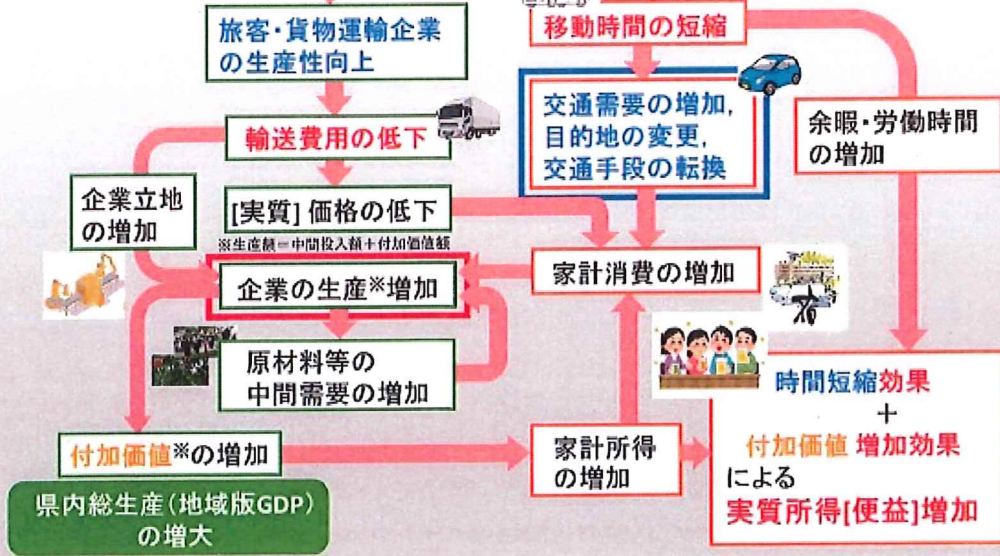 旅客・貨物運輸企業
の生産性向上
移動時間の短縮
輸送費用の低下
交通需要の増加,
目的地の変更,
交通手段の転換
余暇・労働時間
の増加
企業立地
の増加
[実質] 価格の低下
※生産額＝中間投入額＋付加価値額
企業の生産※増加
家計消費の増加
原材料等の
中間需要の増加
時間短縮効果
＋
付加価値 増加効果
による
実質所得[便益]増加
付加価値※の増加
家計所得
の増加
県内総生産（地域版GDP）
の増大